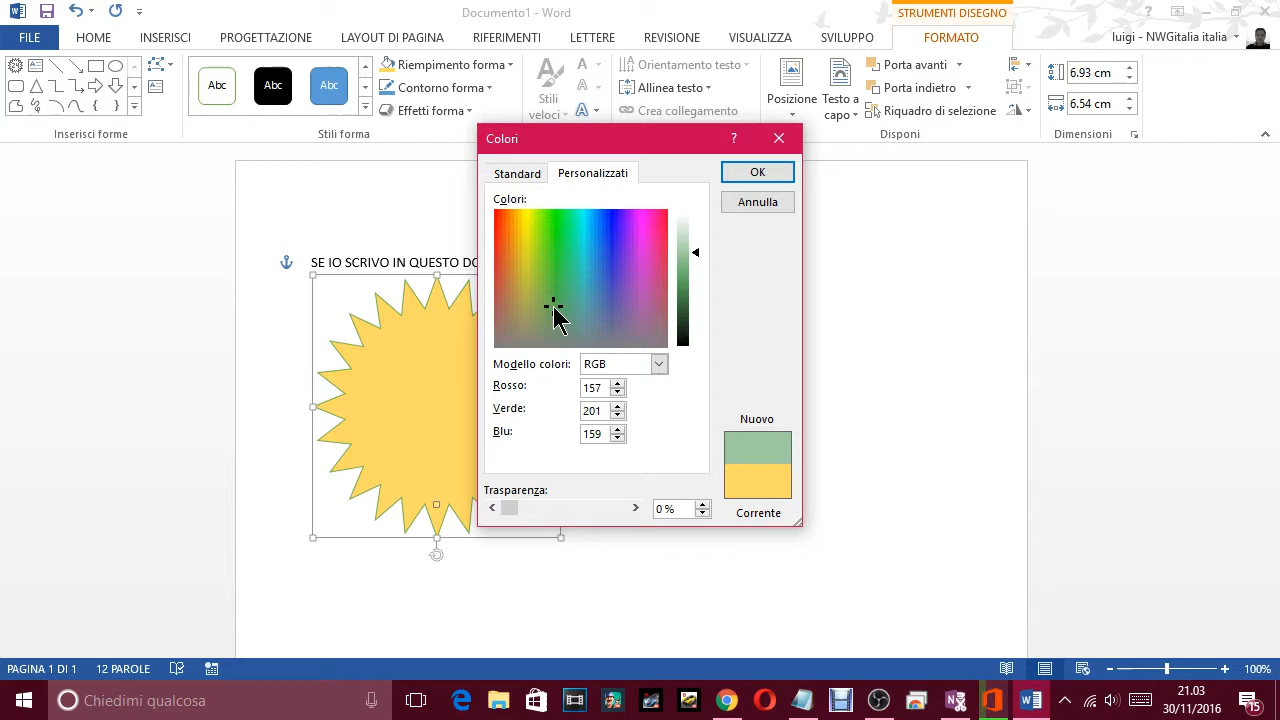 Documento1 - Word
STRUMENTI DISEGNO
?
FILE
HOME
INSERISCI
PROGETTAZIONE
LAYOUT DI PAGINA
RIFERIMENTI
LETTERE
REVISIONE
VISUALIZZA
SVILUPPO
FORMATO
luigi - NWGitalia italia
Abc
Abc
Abc
Riempimento forma
Contorno forma
Effetti forma
Stili
veloci
Orientamento testo
Allinea testo
Crea collegamento
Posizione
Testo a
capo
Porta avanti
Porta indietro
Riquadro di selezione
6.93 cm
6.54 cm
Inserisci forme
Stili forma
Disponi
Dimensioni
Colori
?
Standard
Personalizzati
OK
Annulla
Colori:
SE IO SCRIVO IN QUESTO DO
Modello colori:
RGB
Rosso:
157
Verde:
201
Blu:
159
Nuovo
Trasparenza:
0 %
Corrente
PAGINA 1 DI 1
12 PAROLE
100%
Chiedimi qualcosa
21.03
30/11/2016
15